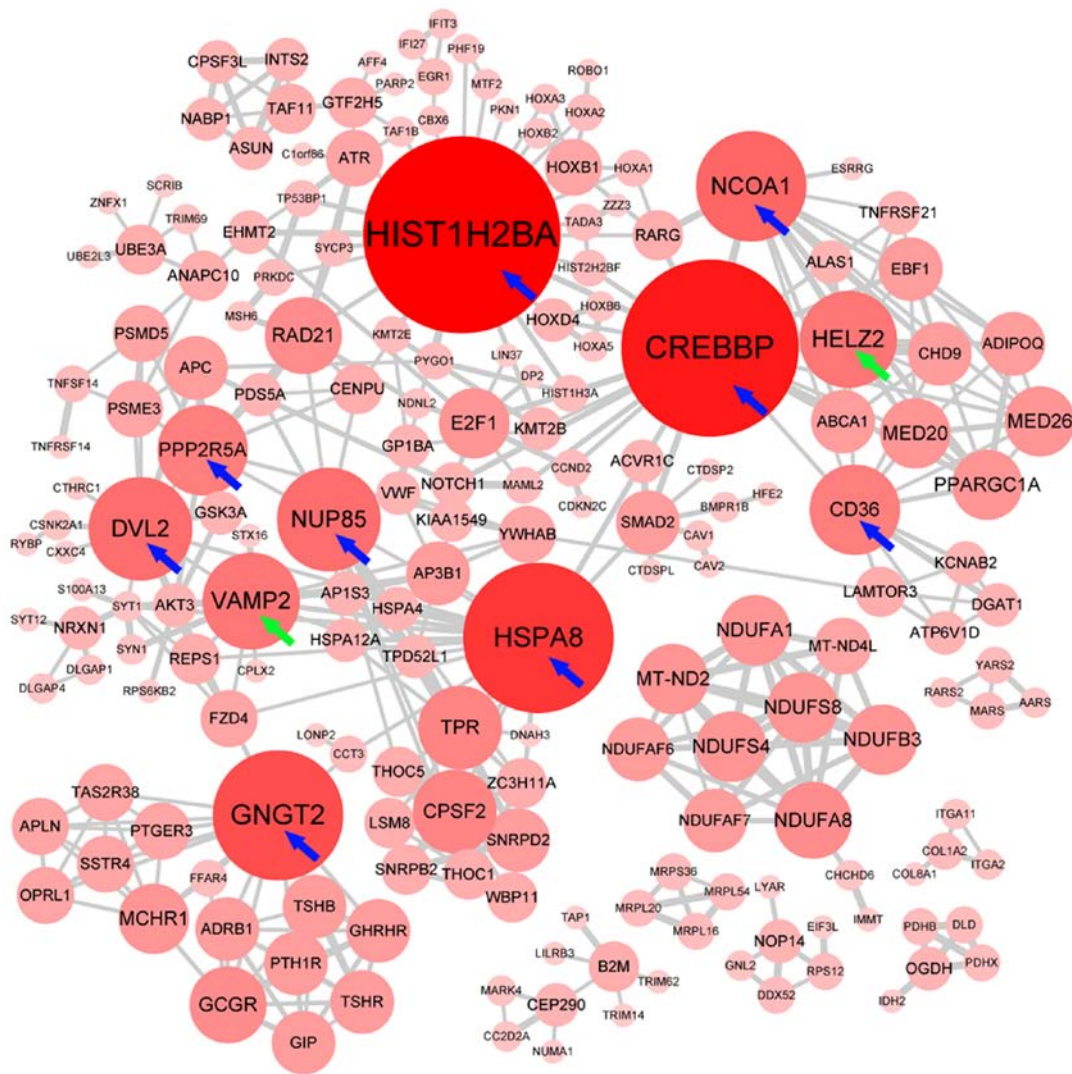 IFIT3
CPSF3L
INTS2
IFI27
PHF19
AFF4
EGR1
MTF2
ROBO1
NABP1
TAF11
GTF2H5
PARP2
HOXA3
PKN1
HOXA2
ASUN
TAF1B
CBX6
HOXB2
C1orf86
ATR
HOXB1
HOXA1
NCOA1
ESRRG
SCRIB
ZNFX1
TP53BP1
HIST1H2BA
ZZZ3
TNFRSF21
TRIM69
TADA3
UBE3A
EHMT2
SYCP3
RARG
UBE2L3
ANAPC10
PRKDC
HIST2H2BF
ALAS1
EBF1
MSH6
HOXB6
PSMD5
RAD21
KMT2E
HOXD4
CREBBP
HELZ2
HOXA5
ADIPOQ
LIN37
PYGO1
CHD9
APC
CENPU
DP2
TNFSF14
PDS5A
HIST1H3A
PSME3
NDNL2
E2F1
KMT2B
ABCA1
MED20
MED26
TNFRSF14
PPP2R5A
GP1BA
ACVR1C
CTDSP2
CCND2
CTHRC1
NOTCH1
MAML2
HFE2
PPARGC1A
VWF
CDKN2C
BMPR1B
GSK3A
CD36
CSNK2A1
DVL2
NUP85
KIAA1549
SMAD2
STX16
YWHAB
CAV1
RYBP
CXXC4
CAV2
KCNAB2
CTDSPL
AP3B1
S100A13
LAMTOR3
VAMP2
AP1S3
SYT1
AKT3
HSPA4
DGAT1
SYT12
NRXN1
HSPA8
ATP6V1D
HSPA12A
NDUFA1
MT-ND4L
SYN1
REPS1
TPD52L1
DLGAP1
CPLX2
YARS2
MT-ND2
DLGAP4
RPS6KB2
RARS2
AARS
NDUFS8
MARS
FZD4
TPR
DNAH3
NDUFAF6
NDUFS4
NDUFB3
LONP2
CCT3
THOC5
ZC3H11A
TAS2R38
GNGT2
CPSF2
ITGA11
APLN
PTGER3
LSM8
NDUFAF7
NDUFA8
SNRPD2
COL1A2
SSTR4
ITGA2
MRPS36
SNRPB2
THOC1
COL8A1
FFAR4
CHCHD6
OPRL1
MRPL54
LYAR
WBP11
MRPL20
MCHR1
TSHB
IMMT
TAP1
MRPL16
EIF3L
PDHB
DLD
ADRB1
GHRHR
NOP14
LILRB3
B2M
GNL2
PDHX
PTH1R
RPS12
OGDH
TRIM62
MARK4
DDX52
GCGR
TSHR
CEP290
IDH2
TRIM14
CC2D2A
GIP
NUMA1